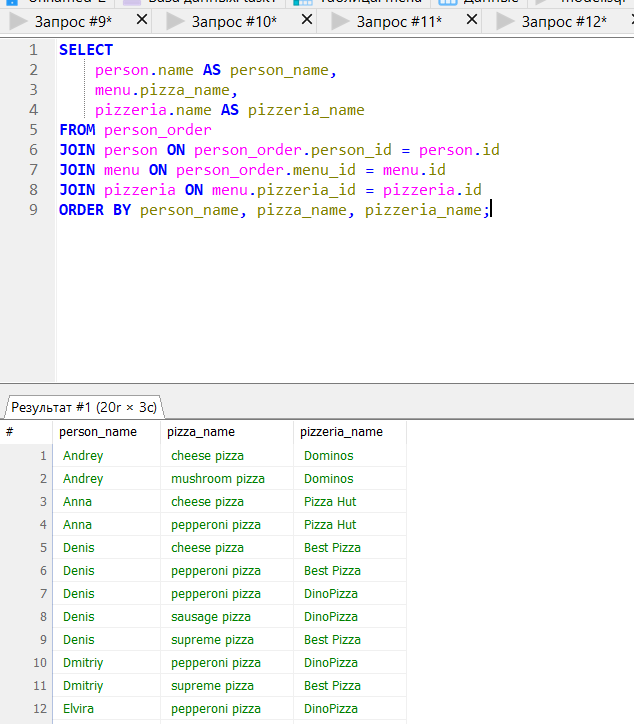 Запрос #9* Запрос #10* Запрос #11* Запрос #12*
1 SELECT
2 person.name AS person_name,
3 menu.pizza_name,
4 pizzeria.name AS pizzeria_name
5 FROM person_order
6 JOIN person ON person_order.person_id = person.id
7 JOIN menu ON person_order.menu_id = menu.id
8 JOIN pizzeria ON menu.pizzeria_id = pizzeria.id
9 ORDER BY person_name, pizza_name, pizzeria_name;
Результат #1 (20r × 3c)
# person_name pizza_name pizzeria_name
1 Andrey cheese pizza Dominos
2 Andrey mushroom pizza Dominos
3 Anna cheese pizza Pizza Hut
4 Anna pepperoni pizza Pizza Hut
5 Denis cheese pizza Best Pizza
6 Denis pepperoni pizza Best Pizza
7 Denis pepperoni pizza DinoPizza
8 Denis sausage pizza DinoPizza
9 Denis supreme pizza Best Pizza
10 Dmitriy pepperoni pizza DinoPizza
11 Dmitriy supreme pizza Best Pizza
12 Elvira pepperoni pizza DinoPizza